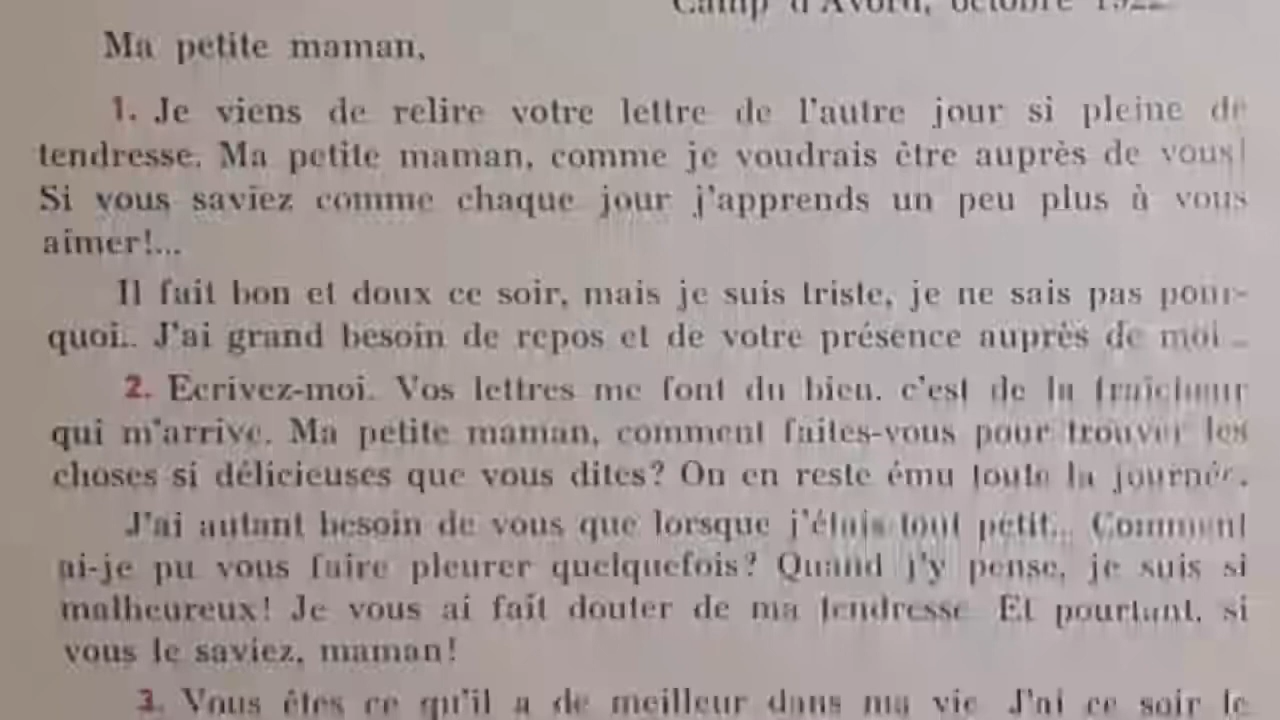 Camp d'Avord, octobre 1922
Ma petite maman,
1. Je viens de relire votre lettre de l'autre jour si pleine de
tendresse. Ma petite maman, comme je voudrais être auprès de vous!
Si vous saviez comme chaque jour j'apprends un peu plus à vous
aimer!...
Il fait bon et doux ce soir, mais je suis triste, je ne sais pas pour-
quoi.. J'ai grand besoin de repos et de votre présence auprès de moi..
2. Ecrivez-moi. Vos lettres me font du bien, c'est de la fraîcheur
qui m'arrive. Ma petite maman, comment faites-vous pour trouver les
choses si délicieuses que vous dites? On en reste ému toute la journée.
J'ai autant besoin de vous que lorsque j'étais tout petit... Comment
ai-je pu vous faire pleurer quelquefois? Quand j'y pense, je suis si
malheureux! Je vous ai fait douter de ma tendresse. Et pourtant, si
vous le saviez, maman!
3. Vous êtes ce qu'il a de meilleur dans ma vie. J'ai ce soir le